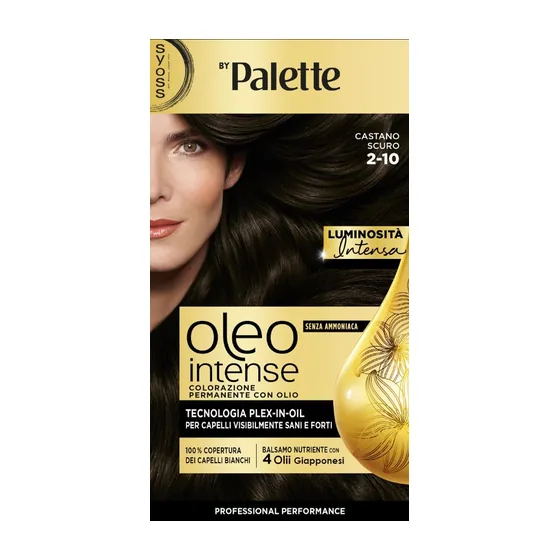 syoss
BY Palette
CASTANO
SCURO
2-10
LUMINOSITÀ
Intensa
SENZA AMMONIACA
oleo
intense
COLORAZIONE
PERMANENTE CON OLIO
TECNOLOGIA PLEX-IN-OIL
PER CAPELLI VISIBILMENTE SANI E FORTI
100% COPERTURA
DEI CAPELLI BIANCHI
BALSAMO NUTRIENTE CON
4 Olii Giapponesi
PROFESSIONAL PERFORMANCE